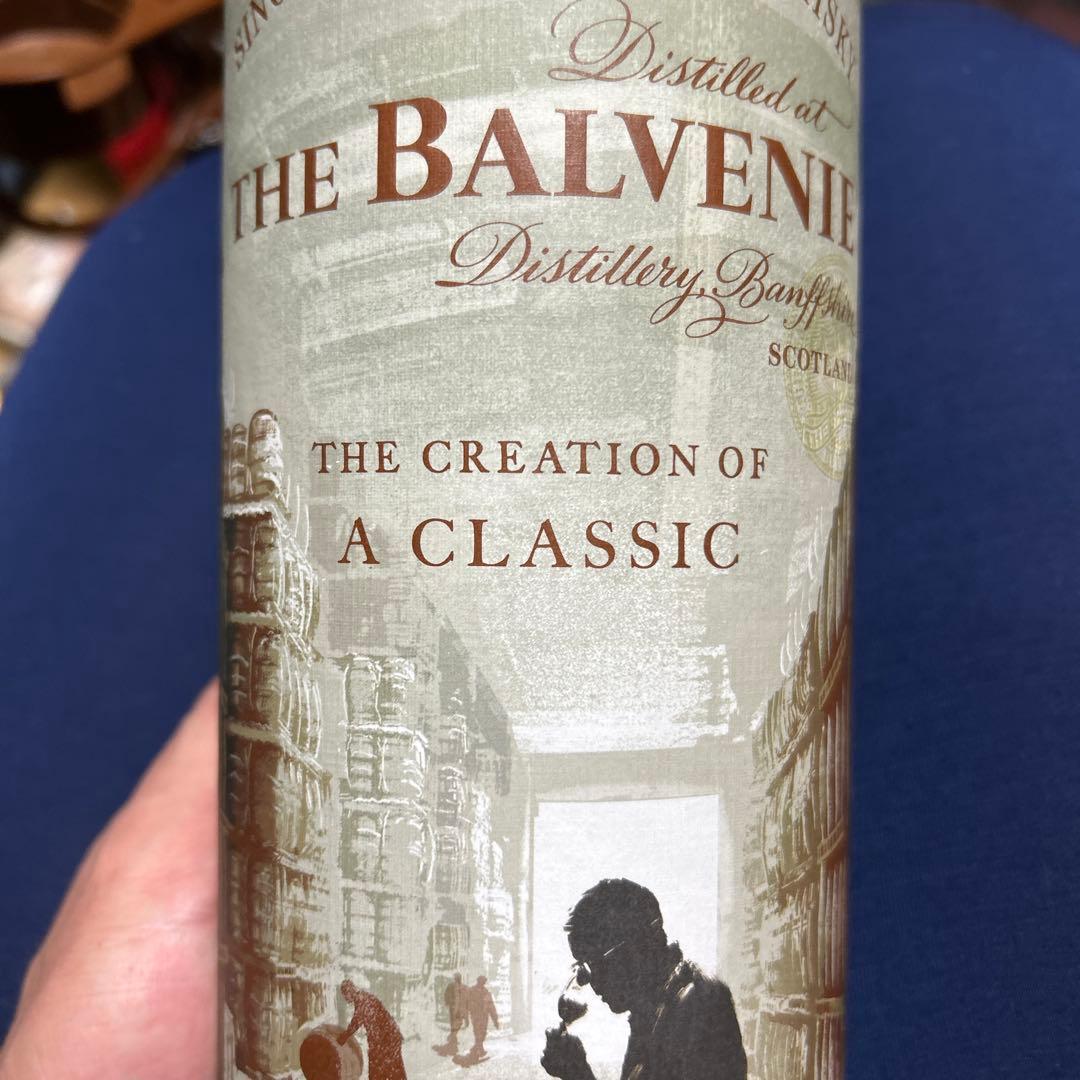 Distilled at
THE BALVENIE
Distillery, Banffshire
SCOTLAND
THE CREATION OF
A CLASSIC